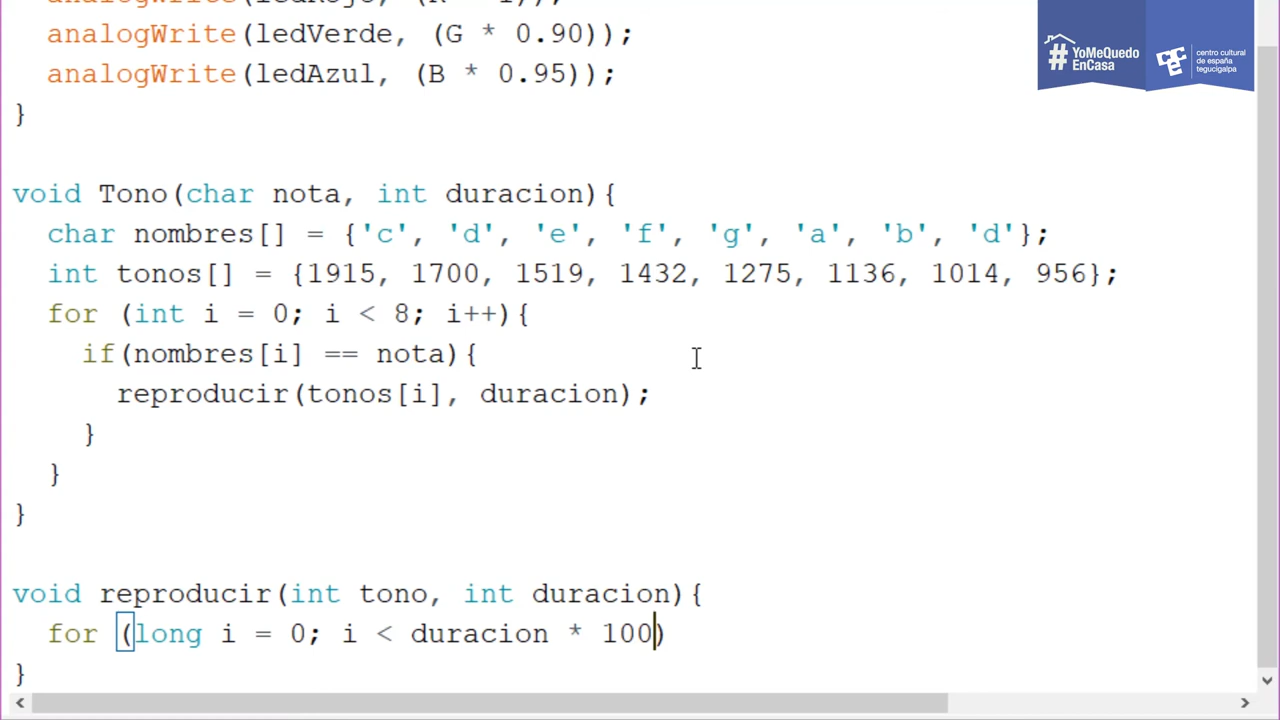 analogWrite(ledVerde, (G * 0.90));
analogWrite(ledAzul, (B * 0.95));
}
void Tono(char nota, int duracion){
char nombres[] = {'c', 'd', 'e', 'f', 'g', 'a', 'b', 'd'};
int tonos[] = {1915, 1700, 1519, 1432, 1275, 1136, 1014, 956};
for (int i = 0; i < 8; i++){
if(nombres[i] == nota){
reproducir(tonos[i], duracion);
}
}
}
void reproducir(int tono, int duracion){
for (long i = 0; i < duracion * 100)
}
#YoMeQuedo
EnCasa
centro cultural
de españa
tegucigalpa